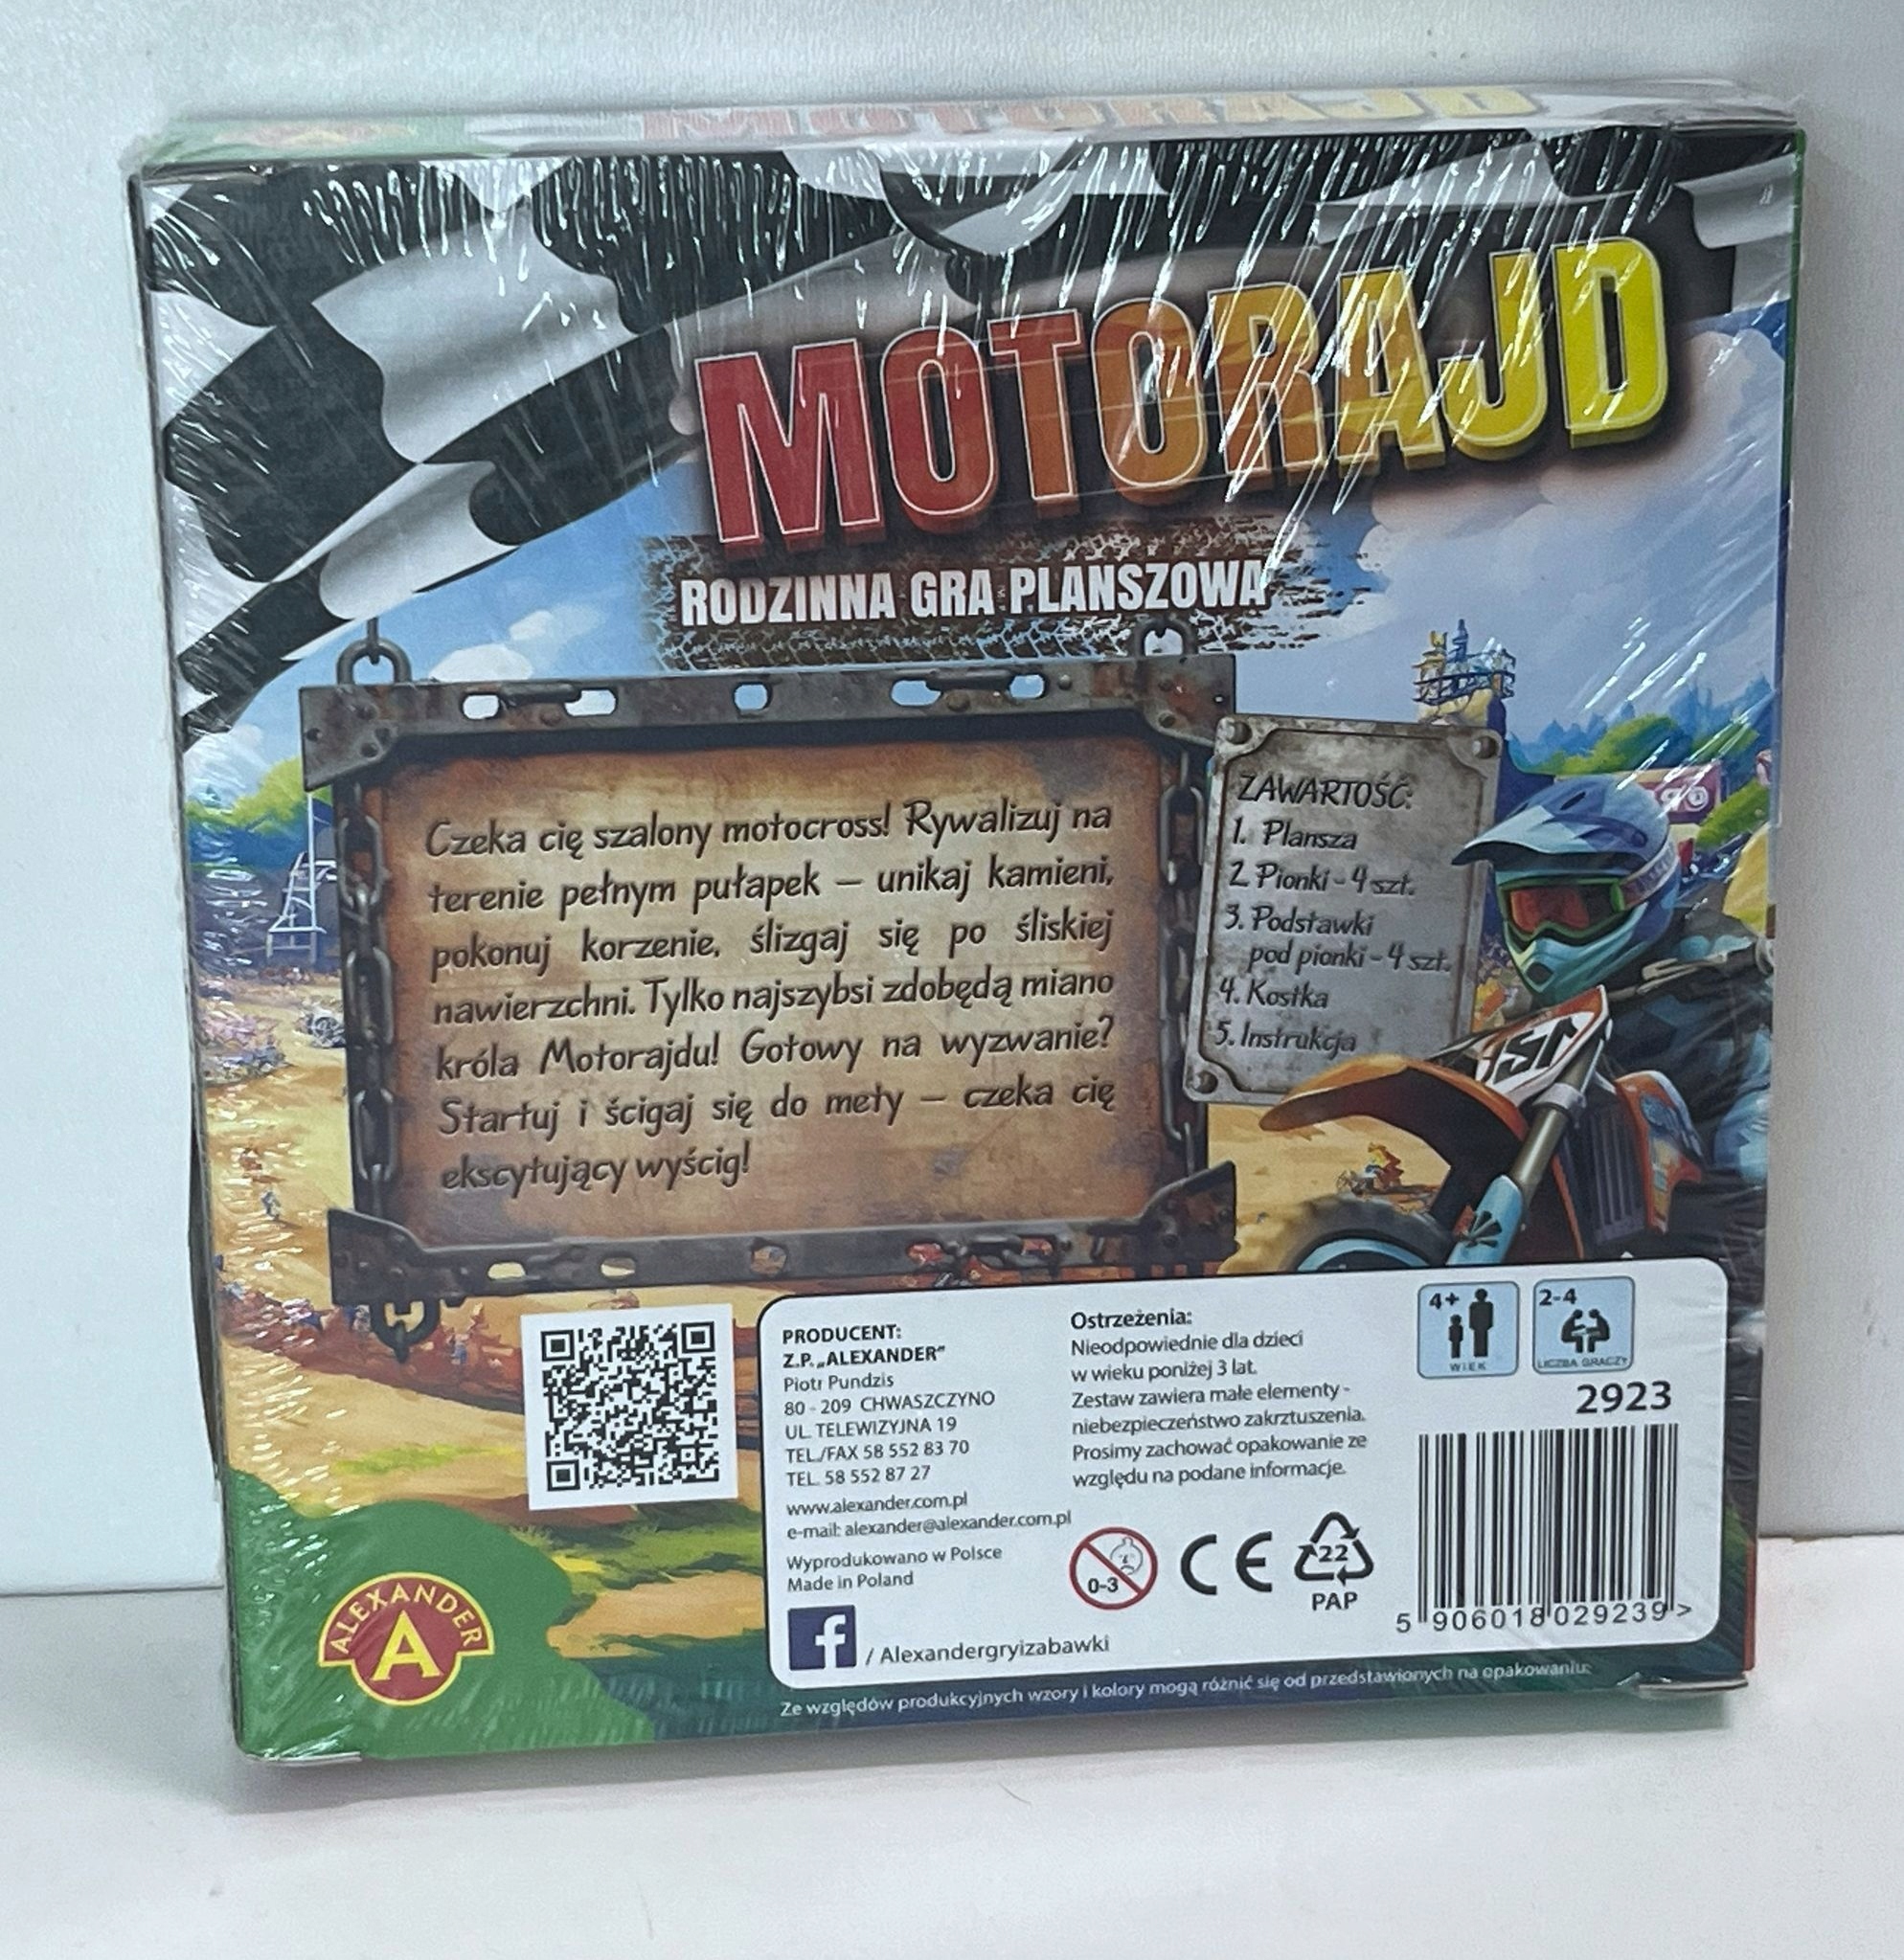 MOTORAJD
MOTORAJD
RODZINNA GRA PLANSZOWA
Czeka cię szalony motocross! Rywalizuj na
terenie pełnym pułapek – unikaj kamieni,
pokonuj korzenie, ślizgaj się po śliskiej
nawierzchni. Tylko najszybsi zdobędą miano
króla Motorajdu! Gotowy na wyzwanie?
Startuj i ścigaj się do mety – czeka cię
ekscytujący wyścig!
ZAWARTOŚĆ:
1. Plansza
2. Pionki - 4 szt.
3. Podstawki
pod pionki - 4 szt.
4. Kostka
5. Instrukcja
PRODUCENT:
Z.P. „ALEXANDER"
Piotr Pundzis
80 - 209 CHWASZCZYNO
UL. TELEWIZYJNA 19
TEL./FAX 58 552 83 70
TEL. 58 552 87 27
www.alexander.com.pl
e-mail: alexander@alexander.com.pl
Wyprodukowano w Polsce
Made in Poland
f / Alexandergryizabawki
Ostrzeżenia:
Nieodpowiednie dla dzieci
w wieku poniżej 3 lat.
Zestaw zawiera małe elementy -
niebezpieczeństwo zakrztuszenia.
Prosimy zachować opakowanie ze
względu na podane informacje.
0-3
CE
22
PAP
4+
WIEK
2-4
LICZBA GRACZY
2923
5 906018 029239 >
ALEXANDER
A
Ze względów produkcyjnych wzory i kolory mogą różnić się od przedstawionych na opakowaniu.